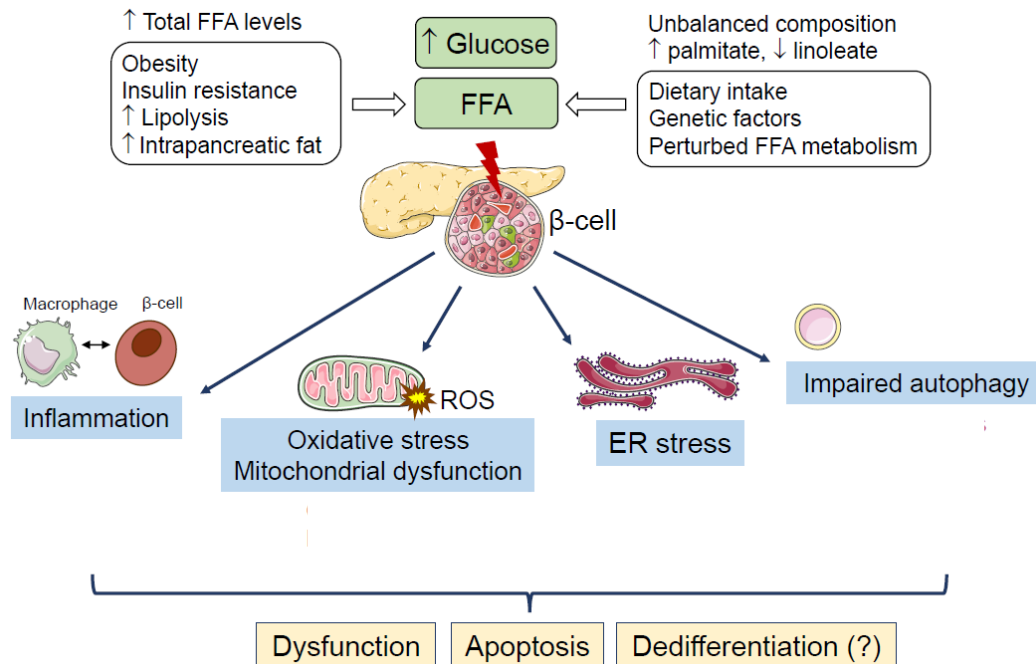 ↑ Total FFA levels
Obesity
Insulin resistance
↑ Lipolysis
↑ Intrapancreatic fat
↑ Glucose
FFA
Unbalanced composition
↑ palmitate, ↓ linoleate
Dietary intake
Genetic factors
Perturbed FFA metabolism
β-cell
Macrophage
β-cell
Inflammation
ROS
Oxidative stress
Mitochondrial dysfunction
ER stress
Impaired autophagy
Dysfunction
Apoptosis
Dedifferentiation (?)